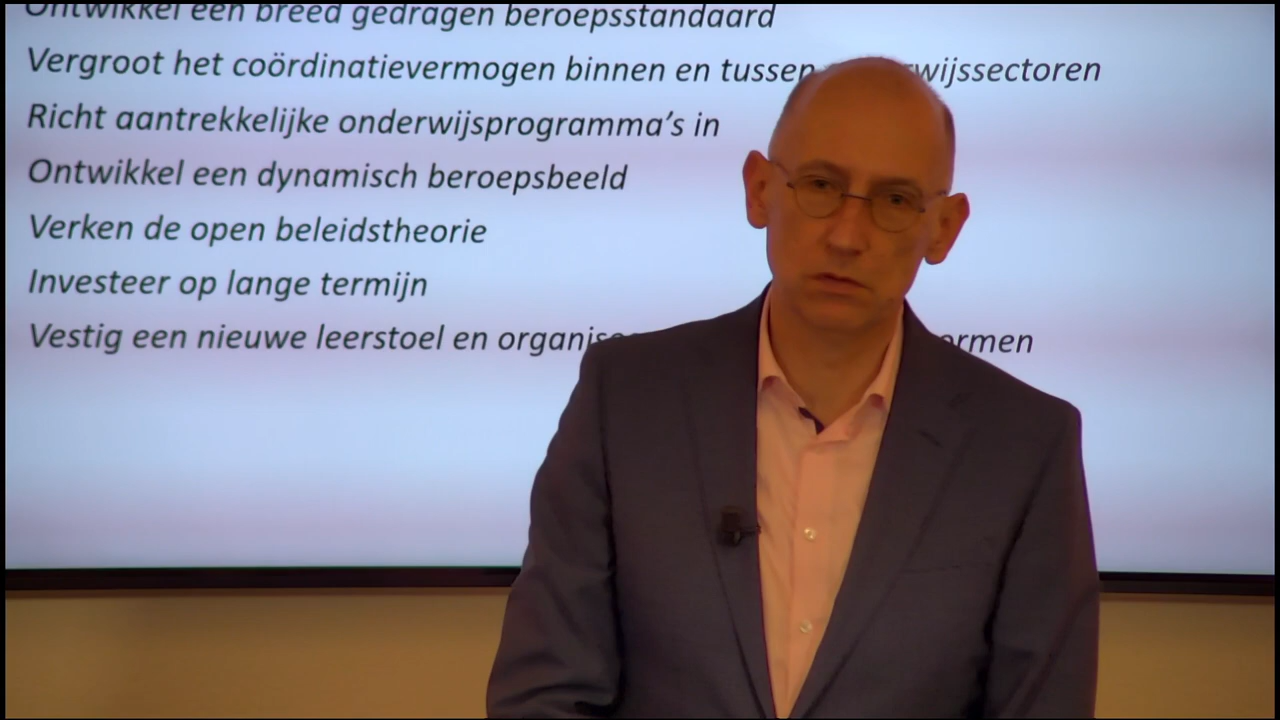 Ontwikkel een breed gedragen beroepsstandaard
Vergroot het coördinatievermogen binnen en tussen
Richt aantrekkelijke onderwijsprogramma's in
Ontwikkel een dynamisch beroepsbeeld
Verken de open beleidstheorie
Investeer op lange termijn
Vestig een nieuwe leerstoel en